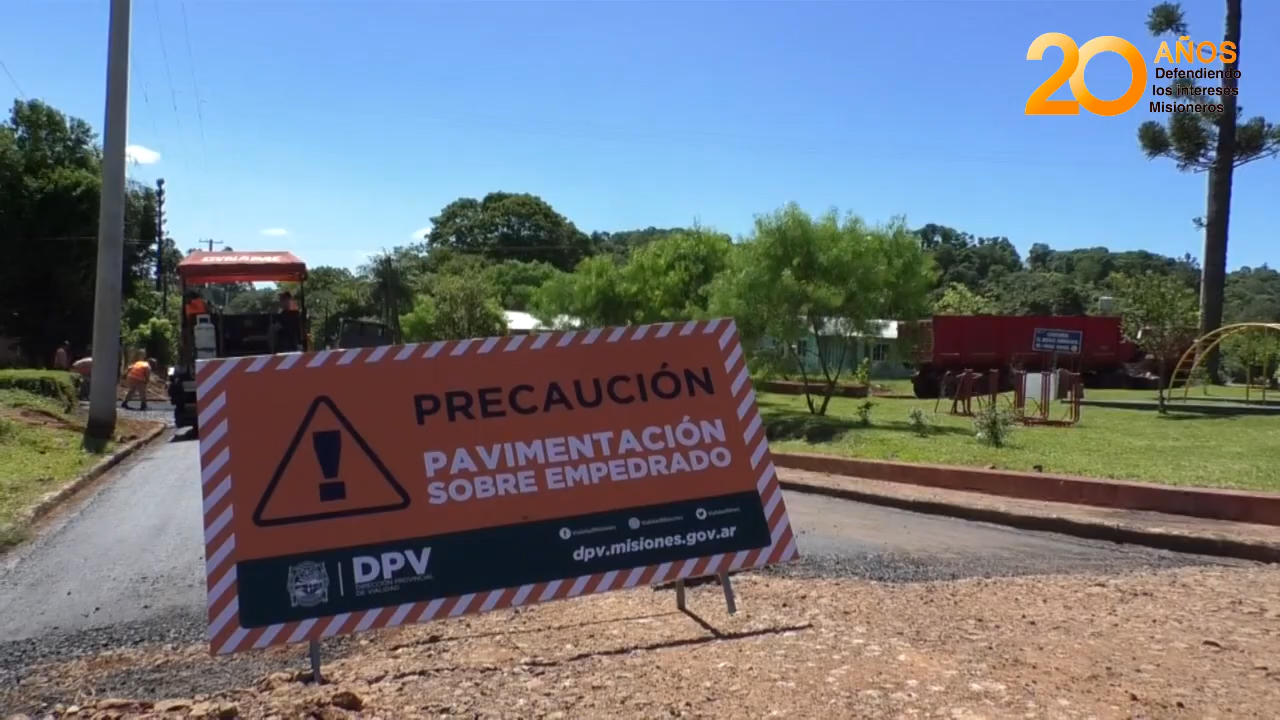 20 AÑOS
Defendiendo
los intereses
Misioneros
DYNAPAC
PRECAUCIÓN
PAVIMENTACIÓN
SOBRE EMPEDRADO
dpv.misiones.gov.ar
DPV
DIRECCIÓN PROVINCIAL
DE VIALIDAD